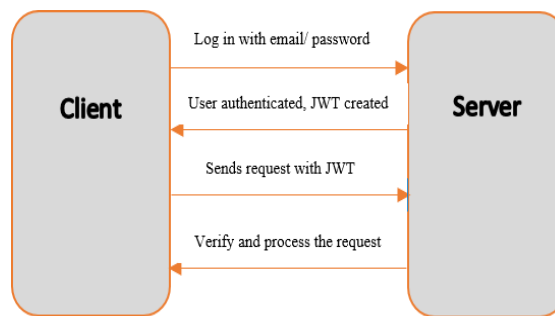 Log in with email/ password
Client
Server
User authenticated, JWT created
Sends request with JWT
Verify and process the request